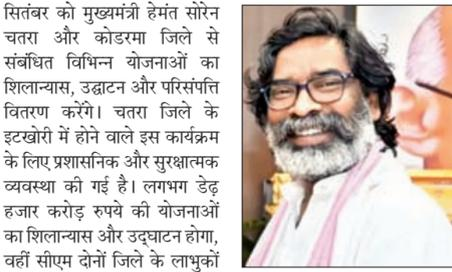 सितंबर को मुख्यमंत्री हेमंत सोरेन
चतरा और कोडरमा जिले से
संबंधित विभिन्न योजनाओं का
शिलान्यास, उद्घाटन और परिसंपत्ति
वितरण करेंगे। चतरा जिले के
इटखोरी में होने वाले इस कार्यक्रम
के लिए प्रशासनिक और सुरक्षात्मक
व्यवस्था की गई है। लगभग डेढ़
हजार करोड़ रुपये की योजनाओं
का शिलान्यास और उद्‌घाटन होगा,
वहीं सीएम दोनों जिले के लाभुकों